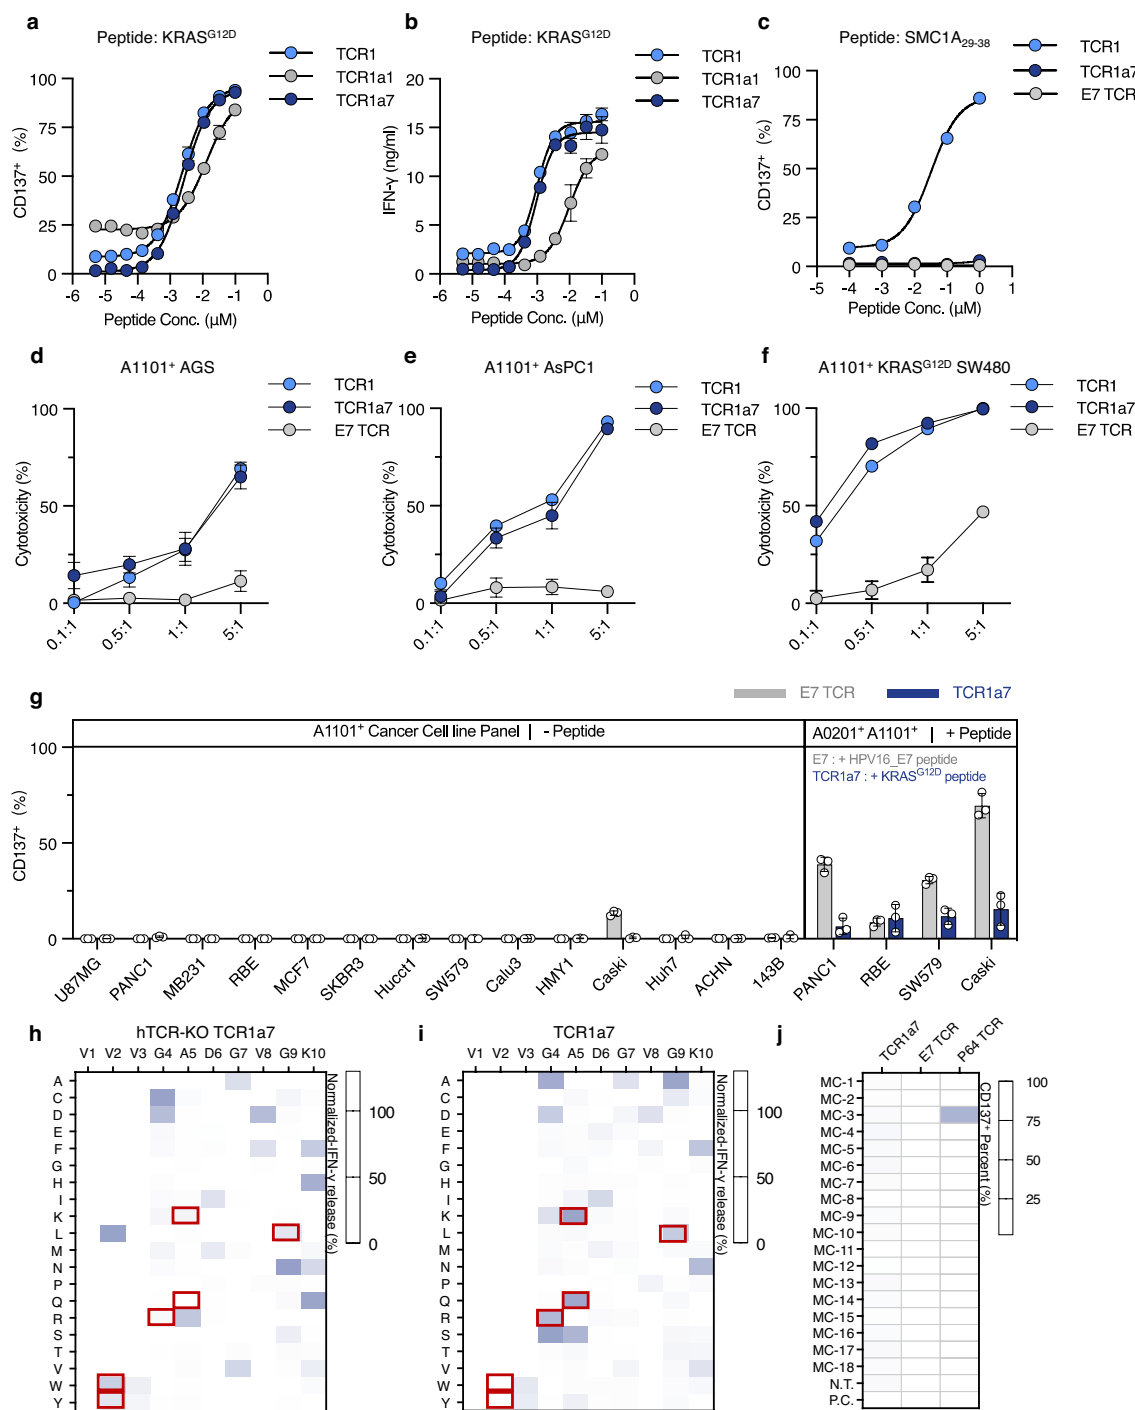 a
Peptide: KRASG12D
TCR1
TCR1a1
TCR1a7
CD137+ (%)
100
75
50
25
0
-6 -5 -4 -3 -2 -1 0
Peptide Conc. (μM)
b
Peptide: KRASG12D
TCR1
TCR1a1
TCR1a7
IFN-γ (ng/ml)
20
15
10
5
0
-6 -5 -4 -3 -2 -1 0
Peptide Conc. (μM)
c
Peptide: SMC1A29-38
TCR1
TCR1a7
E7 TCR
CD137+ (%)
100
75
50
25
0
-5 -4 -3 -2 -1 0 1
Peptide Conc. (μM)
d
A1101+ AGS
TCR1
TCR1a7
E7 TCR
Cytotoxicity (%)
100
50
0
0.1:1 0.5:1 1:1 5:1
e
A1101+ AsPC1
TCR1
TCR1a7
E7 TCR
Cytotoxicity (%)
100
50
0
0.1:1 0.5:1 1:1 5:1
f
A1101+ KRASG12D SW480
TCR1
TCR1a7
E7 TCR
Cytotoxicity (%)
100
50
0
0.1:1 0.5:1 1:1 5:1
g
E7 TCR TCR1a7
A1101+ Cancer Cell line Panel | - Peptide
A0201+ A1101+ | + Peptide
E7 : + HPV16_E7 peptide
TCR1a7 : + KRASG12D peptide
CD137+ (%)
100
50
0
U87MG PANC1 MB231 RBE MCF7 SKBR3 Hucct1 SW579 Calu3 HMY1 Caski Huh7 ACHN 143B PANC1 RBE SW579 Caski
h
hTCR-KO TCR1a7
V1 V2 V3 G4 A5 D6 G7 V8 G9 K10
A
C
D
E
F
G
H
I
K
L
M
N
P
Q
R
S
T
V
W
Y
100
50
0
Normalized-IFN-γ release (%)
i
TCR1a7
V1 V2 V3 G4 A5 D6 G7 V8 G9 K10
A
C
D
E
F
G
H
I
K
L
M
N
P
Q
R
S
T
V
W
Y
100
50
0
Normalized-IFN-γ release (%)
j
TCR1a7 E7 TCR P64 TCR
MC-1
MC-2
MC-3
MC-4
MC-5
MC-6
MC-7
MC-8
MC-9
MC-10
MC-11
MC-12
MC-13
MC-14
MC-15
MC-16
MC-17
MC-18
N.T.
P.C.
100
75
50
25
CD137+ Percent (%)